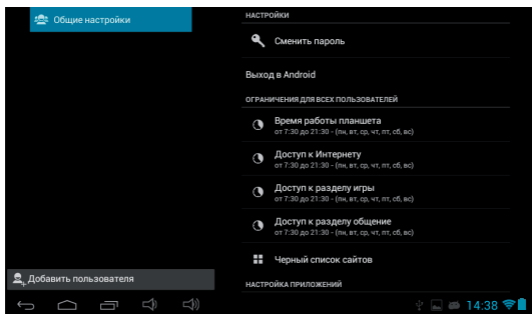 Общие настройки
НАСТРОЙКИ
Сменить пароль
Выход в Android
ОГРАНИЧЕНИЯ ДЛЯ ВСЕХ ПОЛЬЗОВАТЕЛЕЙ
Время работы планшета
от 7:30 до 21:30 - (пн, вт, ср, чт, пт, сб, вс)
Доступ к Интернету
от 7:30 до 21:30 - (пн, вт, ср, чт, пт, сб, вс)
Доступ к разделу игры
от 7:30 до 21:30 - (пн, вт, ср, чт, пт, сб, вс)
Доступ к разделу общение
от 7:30 до 21:30 - (пн, вт, ср, чт, пт, сб, вс)
Черный список сайтов
НАСТРОЙКА ПРИЛОЖЕНИЙ
Добавить пользователя
14:38